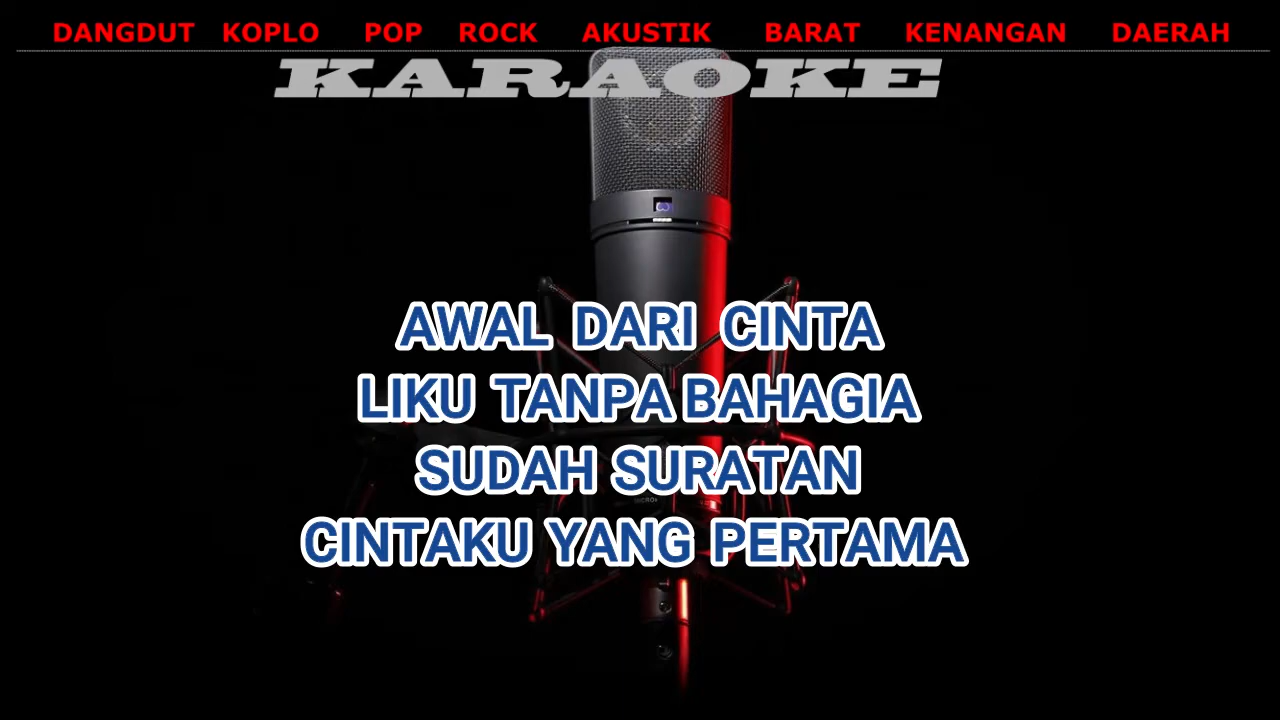 DANGDUT KOPLO POP ROCK AKUSTIK BARAT KENANGAN DAERAH
KARAOKE
AWAL DARI CINTA
LIKU TANPA BAHAGIA
SUDAH SURATAN
CINTAKU YANG PERTAMA